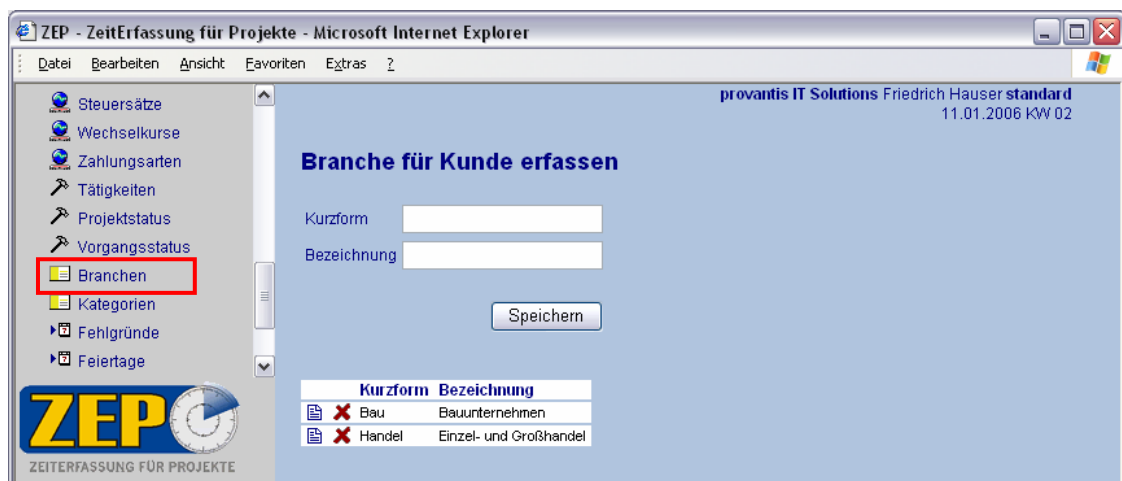 ZEP - ZeitErfassung für Projekte - Microsoft Internet Explorer
Datei Bearbeiten Ansicht Favoriten Extras ?
Steuersätze
Wechselkurse
Zahlungsarten
Tätigkeiten
Projektstatus
Vorgangsstatus
Branchen
Kategorien
Fehlgründe
Feiertage
ZEP
ZEITERFASSUNG FÜR PROJEKTE
provantis IT Solutions Friedrich Hauser standard
11.01.2006 KW 02
Branche für Kunde erfassen
Kurzform
Bezeichnung
Speichern
Kurzform Bezeichnung
Bau Bauunternehmen
Handel Einzel- und Großhandel